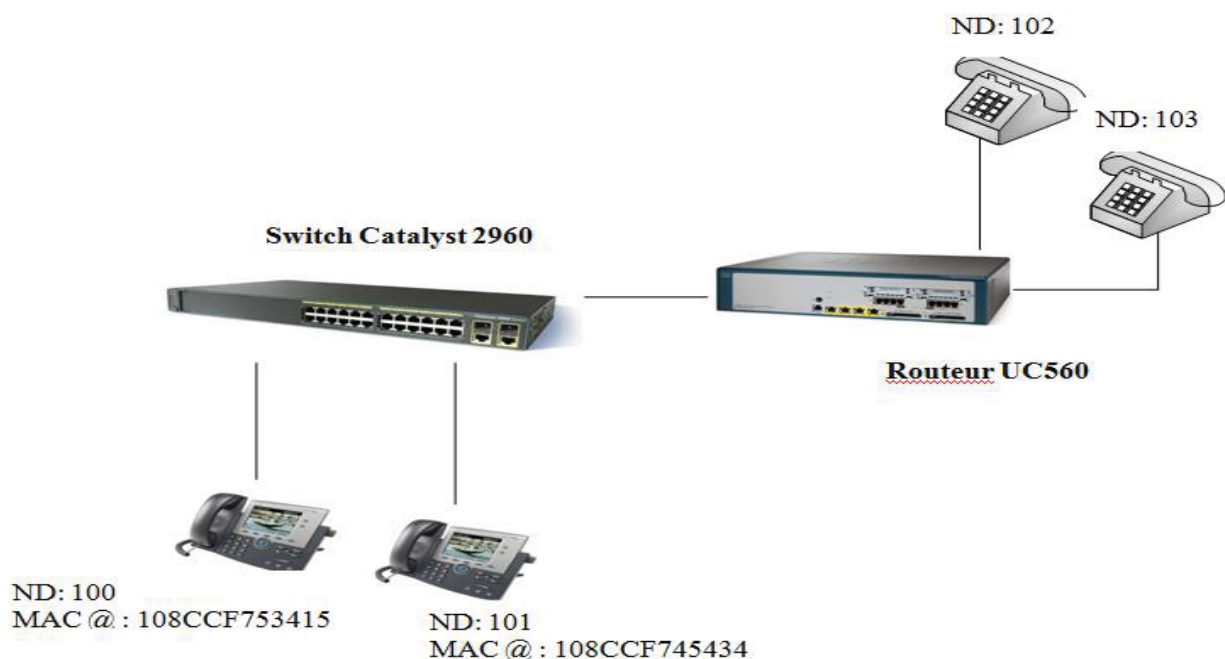 ND: 102
ND: 103
Switch Catalyst 2960
Routeur UC560
ND: 100
MAC @ : 108CCF753415
ND: 101
MAC @ : 108CCF745434